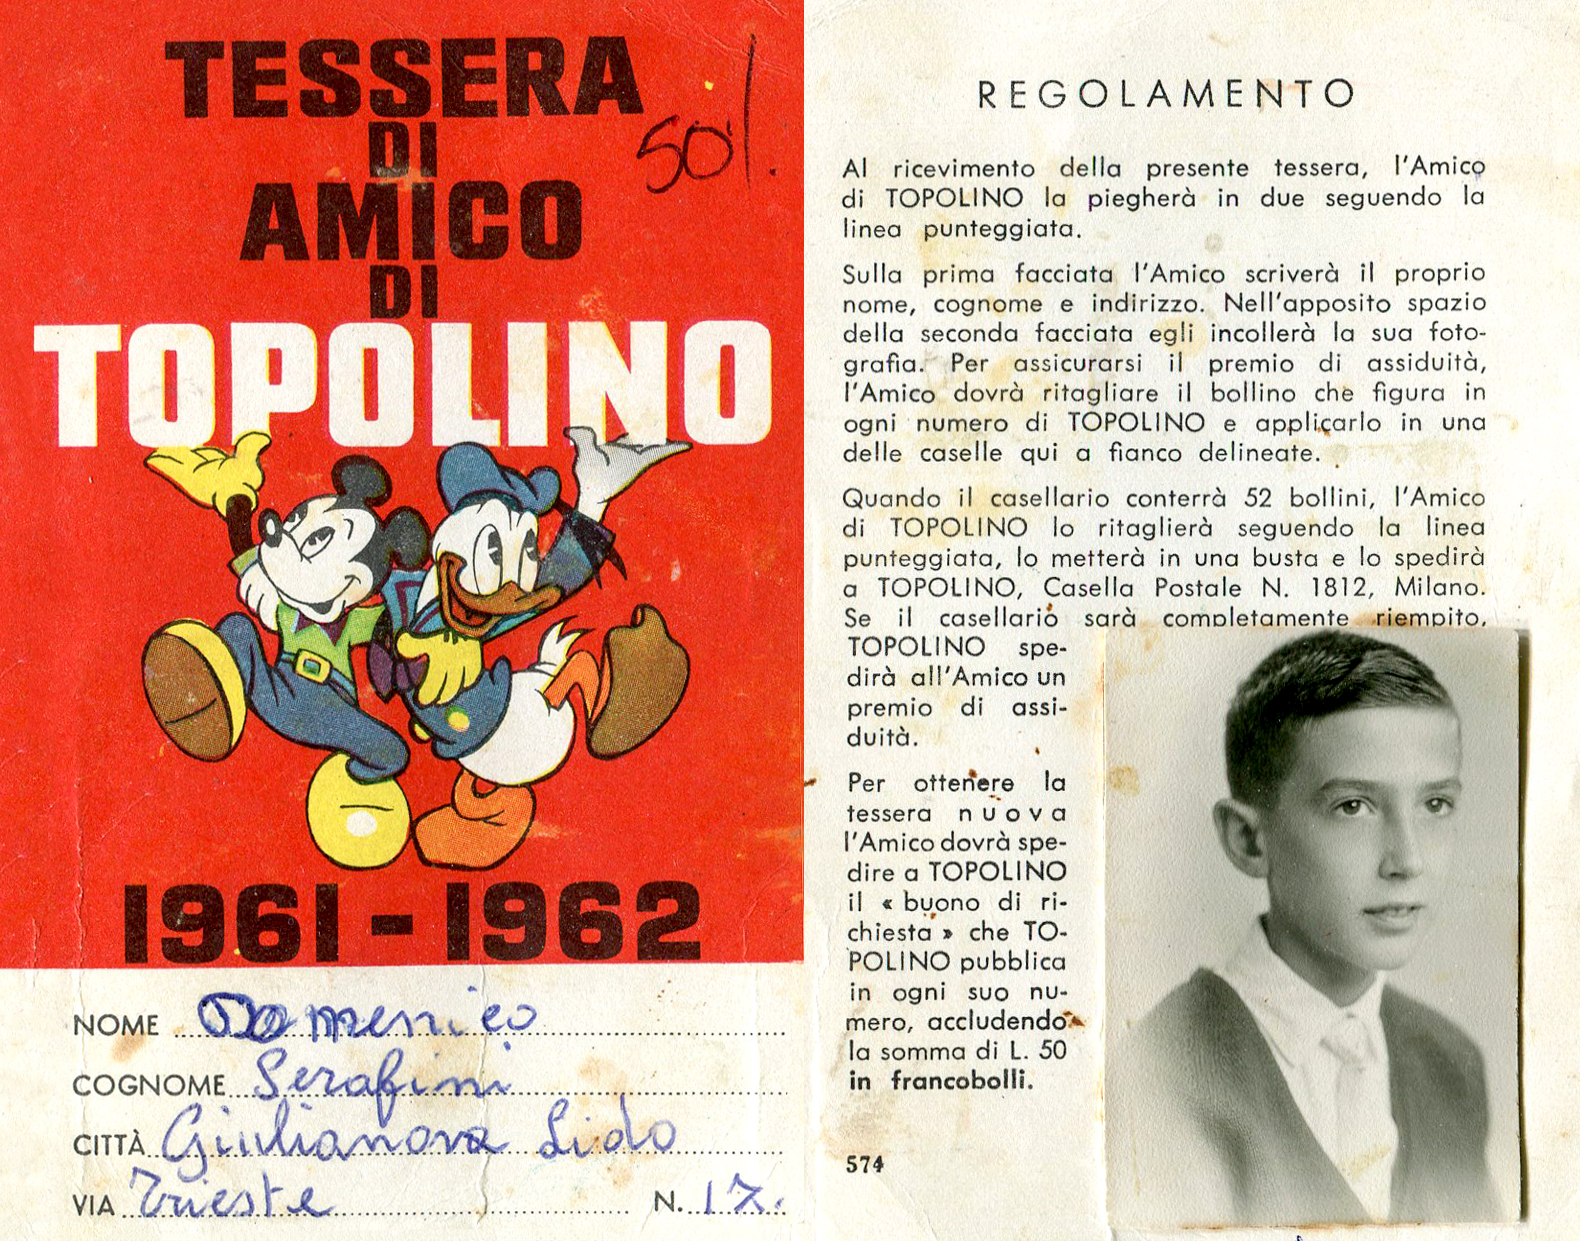 TESSERA
DI
AMICO
DI
TOPOLINO
50%.
1961-1962
NOME Domenico
COGNOME Serafini
CITTÀ Giulianova Lido
VIA Trieste N. 17.
REGOLAMENTO
Al ricevimento della presente tessera, l'Amico
di TOPOLINO la piegherà in due seguendo la
linea punteggiata.
Sulla prima facciata l'Amico scriverà il proprio
nome, cognome e indirizzo. Nell'apposito spazio
della seconda facciata egli incollerà la sua foto-
grafia. Per assicurarsi il premio di assiduità,
l'Amico dovrà ritagliare il bollino che figura in
ogni numero di TOPOLINO e applicarlo in una
delle caselle qui a fianco delineate.
Quando il casellario conterrà 52 bollini, l'Amico
di TOPOLINO lo ritaglierà seguendo la linea
punteggiata, lo metterà in una busta e lo spedirà
a TOPOLINO, Casella Postale N. 1812, Milano.
Se il casellario sarà completamente riempito,
TOPOLINO spe-
dirà all'Amico un
premio di assi-
duità.
Per ottenere la
tessera nuova
l'Amico dovrà spe-
dire a TOPOLINO
il « buono di ri-
chiesta » che TO-
POLINO pubblica
in ogni suo nu-
mero, accludendo
la somma di L. 50
in francobolli.
574